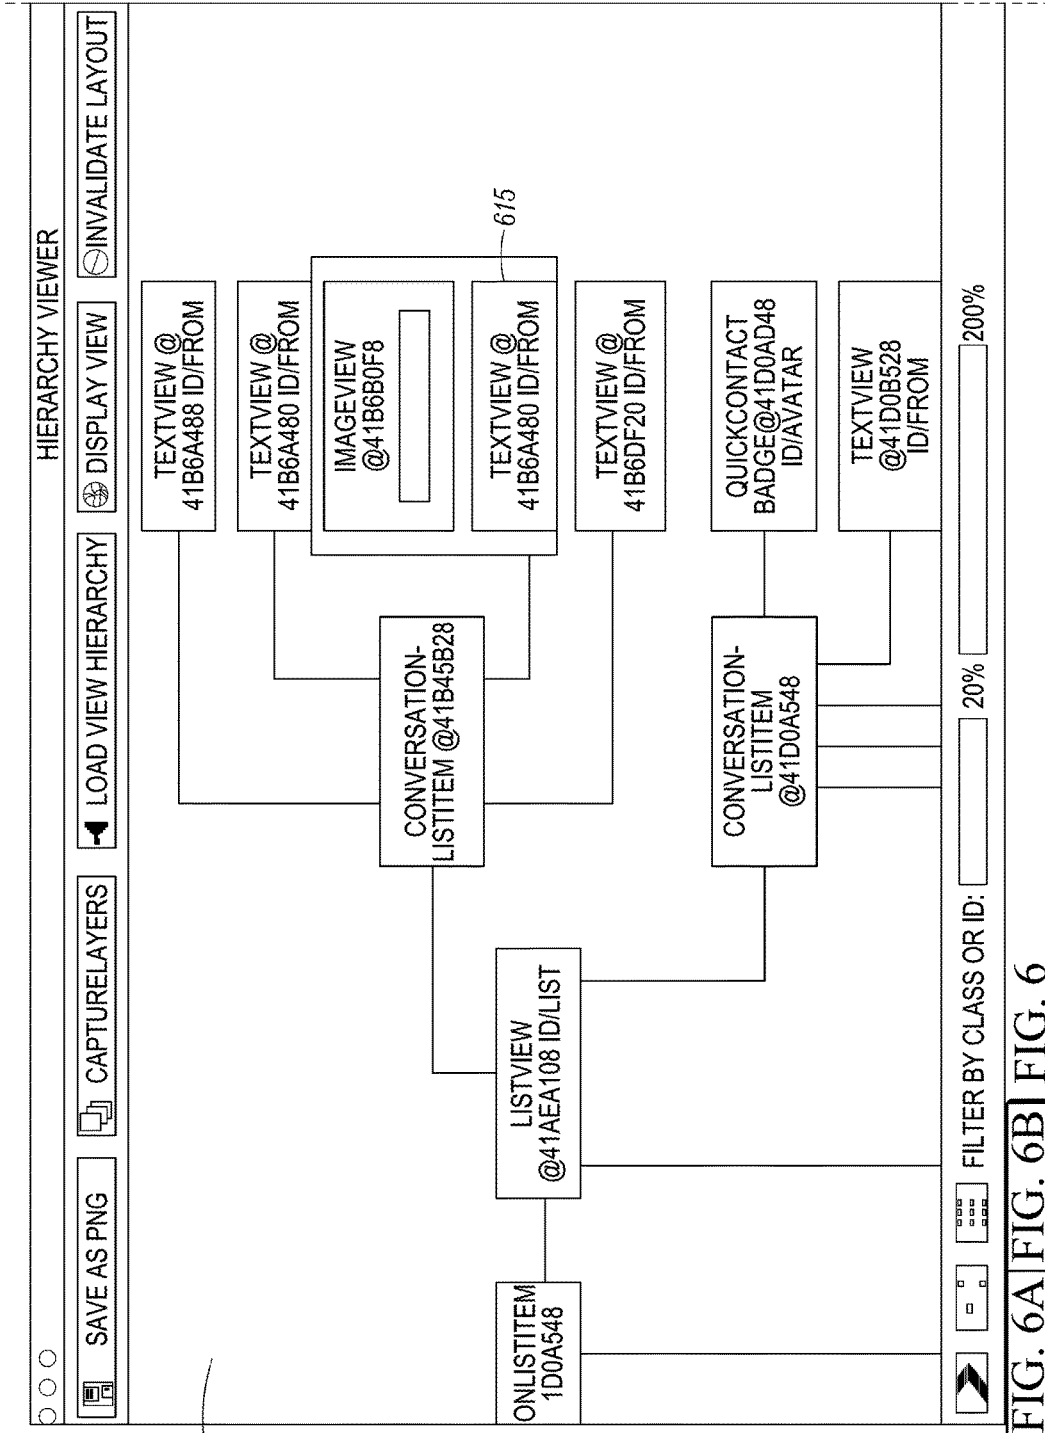 HIERARCHY VIEWER
SAVE AS PNG
CAPTURELAYERS
LOAD VIEW HIERARCHY
DISPLAY VIEW
INVALIDATE LAYOUT
TEXTVIEW @
41B6A488 ID/FROM
TEXTVIEW @
41B6A480 ID/FROM
IMAGEVIEW
@41B6B0F8
TEXTVIEW @
41B6A480 ID/FROM
615
TEXTVIEW @
41B6DF20 ID/FROM
CONVERSATION-
LISTITEM @41B45B28
LISTVIEW
@41AEA108 ID/LIST
ONLISTITEM
1D0A548
CONVERSATION-
LISTITEM
@41D0A548
QUICKCONTACT
BADGE@41D0AD48
ID/AVATAR
TEXTVIEW
@41D0B528
ID/FROM
FILTER BY CLASS OR ID:
20%
200%
FIG. 6A
FIG. 6B
FIG. 6